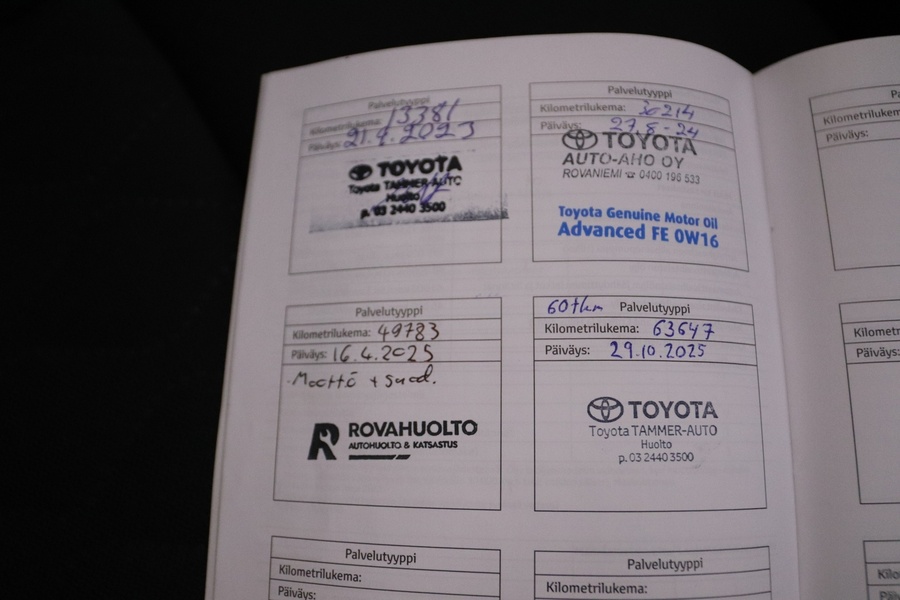 Palvelutyyppi
Kilometrilukema: 13381
Päiväys: 21.9.2023
TOYOTA
Toyota TAMMER-AUTO
Huolto
p. 03 2440 3500
Palvelutyyppi
Kilometrilukema: 30214
Päiväys: 27.8-24
TOYOTA
AUTO-AHO OY
ROVANIEMI ☎ 0400 196 533
Toyota Genuine Motor Oil
Advanced FE 0W16
Palvelutyyppi
Kilometrilukema: 49783
Päiväys: 16.4.2025
ROVAHUOLTO
AUTOHUOLTO & KATSASTUS
60tkm Palvelutyyppi
Kilometrilukema: 63647
Päiväys: 29.10.2025
TOYOTA
Toyota TAMMER-AUTO
Huolto
p. 03 2440 3500
Palvelutyyppi
Kilometrilukema:
Päiväys:
Palvelutyyppi
Kilometrilukema:
Päiväys:
Päiväys: